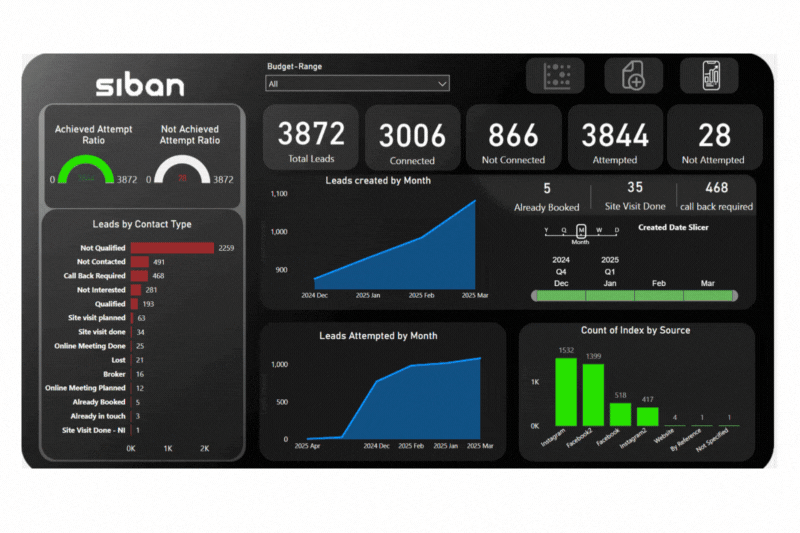 siban
Budget-Range
All
Achieved Attempt
Ratio
0
3844
3872
Not Achieved
Attempt Ratio
0
28
3872
3872
Total Leads
3006
Connected
866
Not Connected
3844
Attempted
28
Not Attempted
Leads by Contact Type
Not Qualified 2259
Not Contacted 491
Call Back Required 468
Not Interested 281
Qualified 193
Site visit planned 63
Site visit done 34
Online Meeting Done 25
Lost 21
Broker 16
Online Meeting Planned 12
Already Booked 5
Already in touch 3
Site Visit Done - NI 1
0K 1K 2K
Leads created by Month
1,100
1,000
900
2024 Dec 2025 Jan 2025 Feb 2025 Mar
5
Already Booked
35
Site Visit Done
468
call back required
Y Q M W D
Month
Created Date Slicer
2024 2025
Q4 Q1
Dec Jan Feb Mar
Leads Attempted by Month
1,000
500
0
2025 Apr 2024 Dec 2025 Feb 2025 Jan 2025 Mar
Count of Index by Source
1K
0K
1532 1399 518 417 4 1 1
Instagram Facebook2 Facebook Instagram2 Website By Reference Not Specified